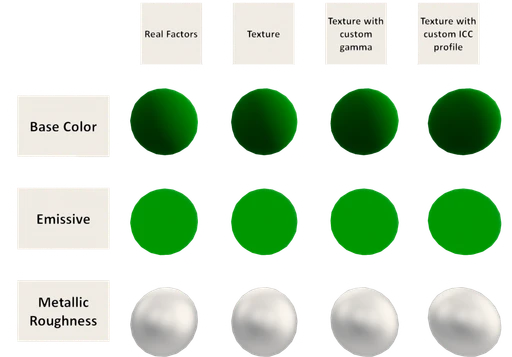 Real Factors
Texture
Texture with
custom
gamma
Texture with
custom ICC
profile
Base Color
Emissive
Metallic
Roughness